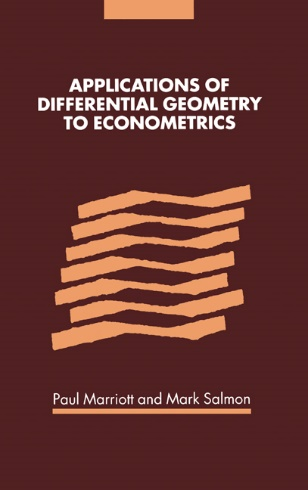 APPLICATIONS OF
DIFFERENTIAL GEOMETRY
TO ECONOMETRICS
Paul Marriott and Mark Salmon